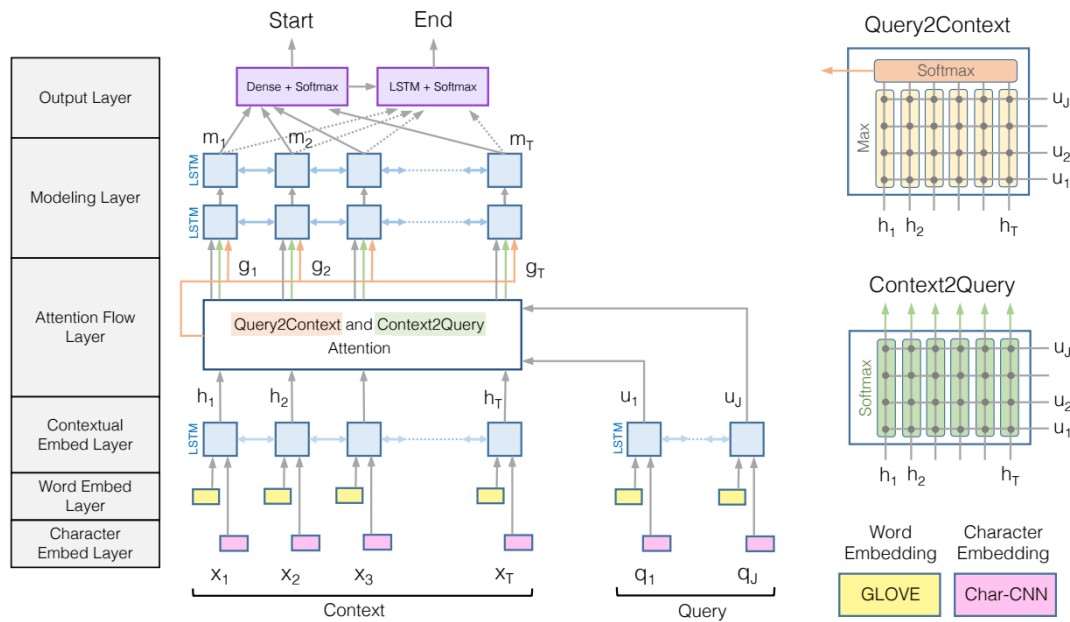 Start End
Query2Context
Output Layer
Dense + Softmax
LSTM + Softmax
Softmax
Max
u_J
u_2
u_1
h_1 h_2 h_T
m_1 m_2 m_T
LSTM
Modeling Layer
LSTM
g_1 g_2 g_T
Attention Flow
Layer
Query2Context and Context2Query
Attention
Context2Query
Softmax
u_J
u_2
u_1
h_1 h_2 h_T
h_1 h_2 h_T
u_1 u_J
Contextual
Embed Layer
LSTM
LSTM
Word Embed
Layer
Character
Embed Layer
x_1 x_2 x_3 x_T
q_1 q_J
Context
Query
Word
Embedding
Character
Embedding
GLOVE
Char-CNN